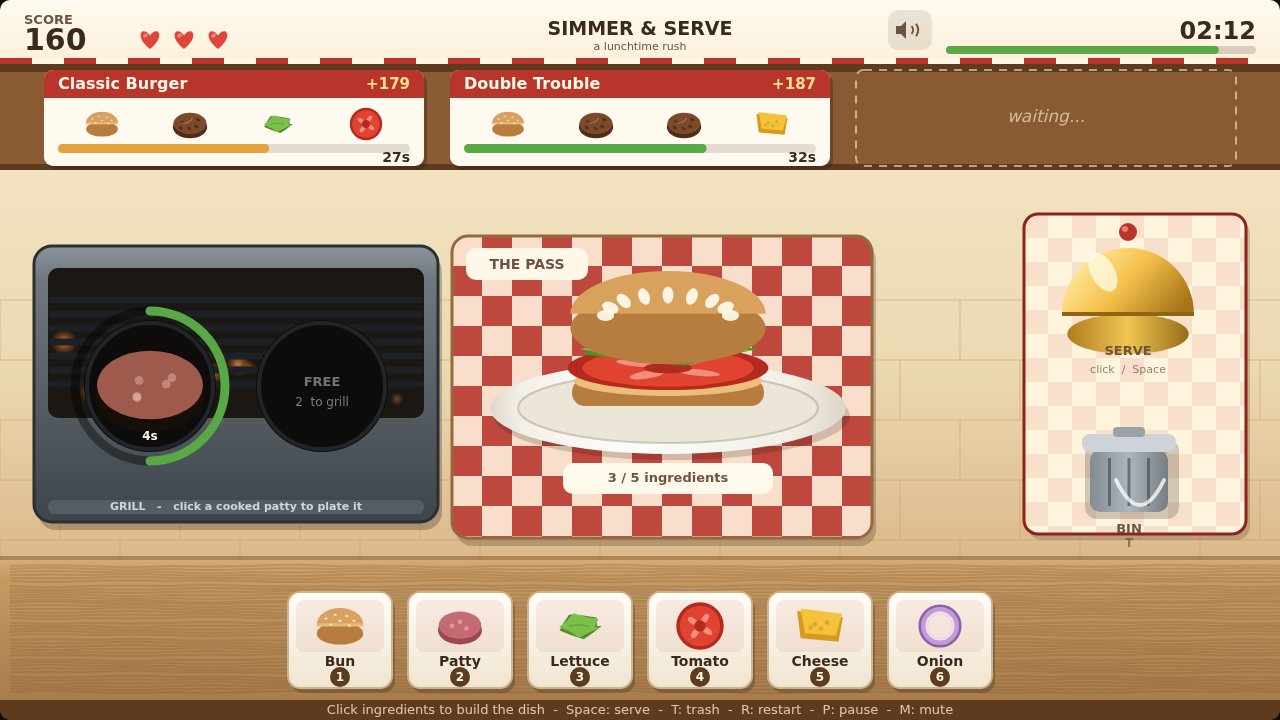 SCORE
160
SIMMER & SERVE
a lunchtime rush
02:12
Classic Burger +179
27s
Double Trouble +187
32s
waiting...
THE PASS
FREE
2 to grill
4s
GRILL - click a cooked patty to plate it
3 / 5 ingredients
SERVE
click / Space
BIN
T
Bun
1
Patty
2
Lettuce
3
Tomato
4
Cheese
5
Onion
6
Click ingredients to build the dish - Space: serve - T: trash - R: restart - P: pause - M: mute